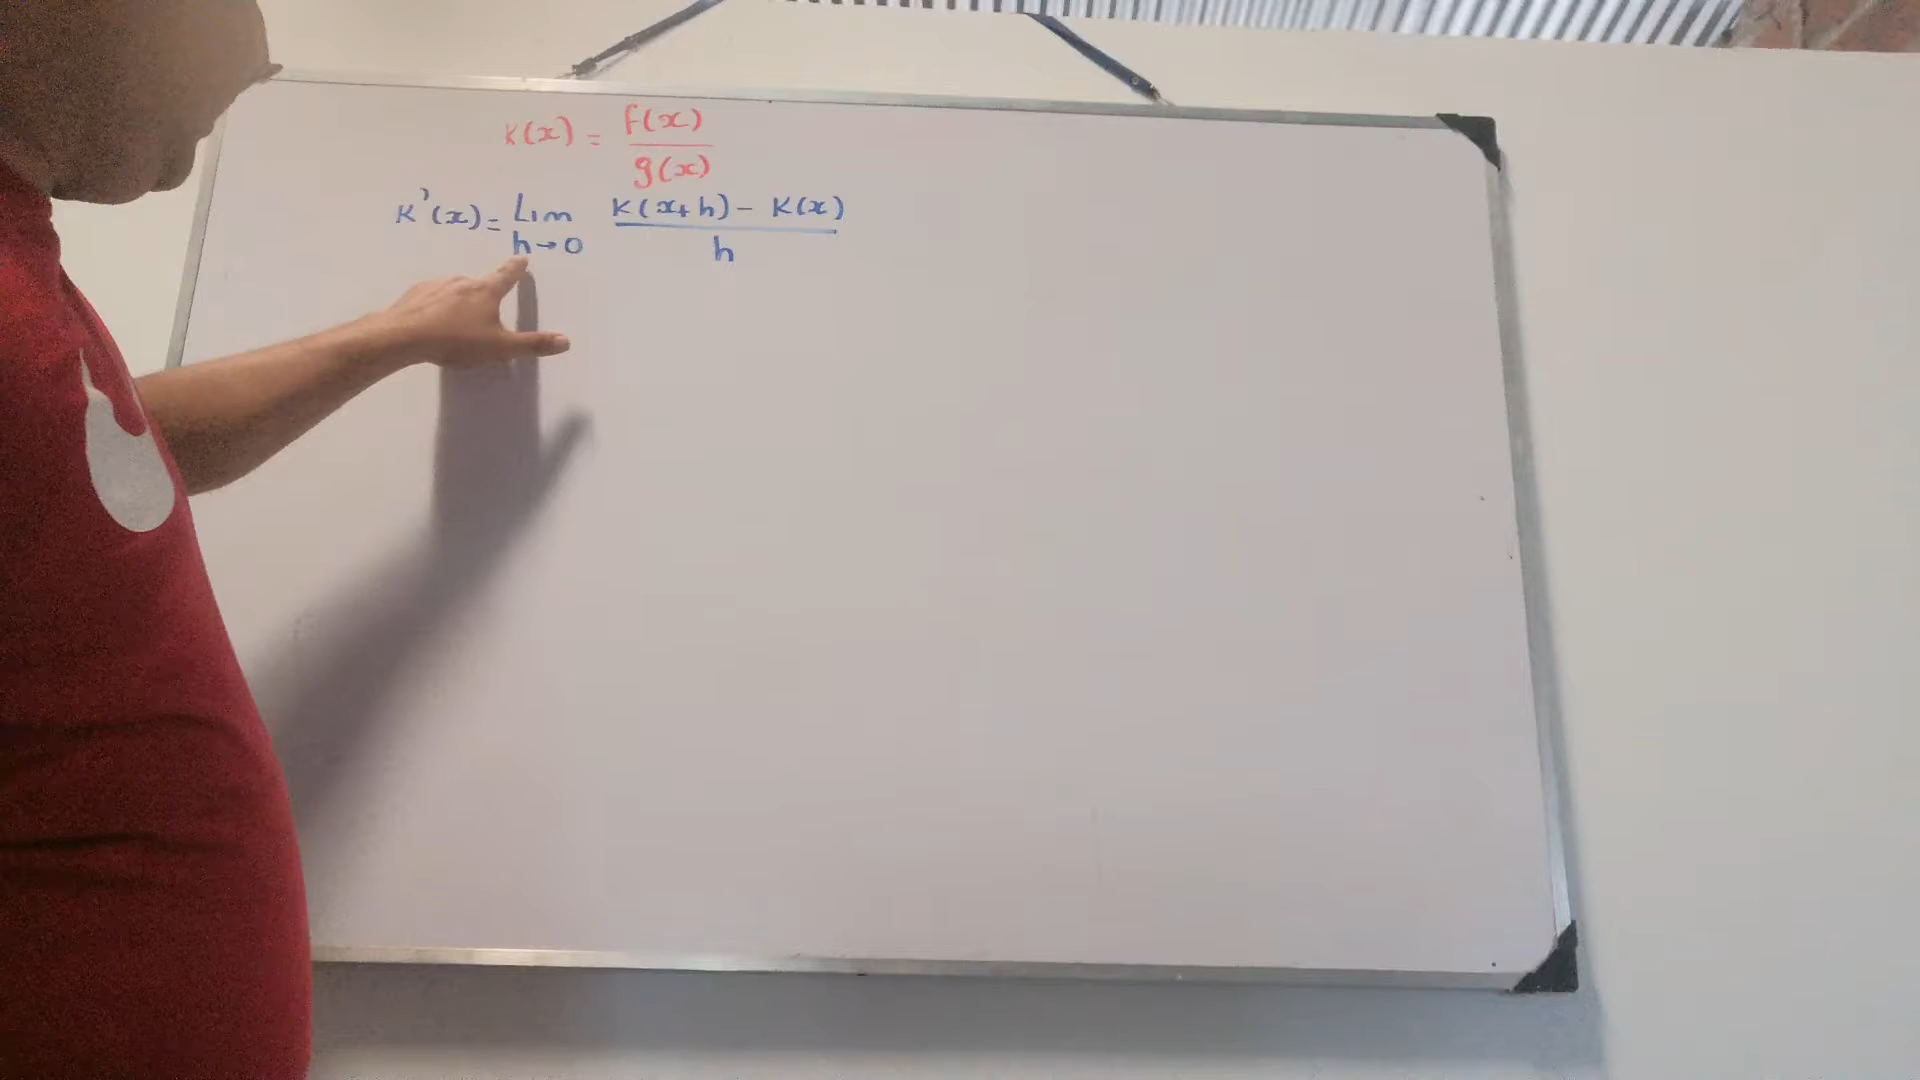 K(x) = f(x)/g(x)
K'(x) = Lim h→0 K(x+h) - K(x)/h